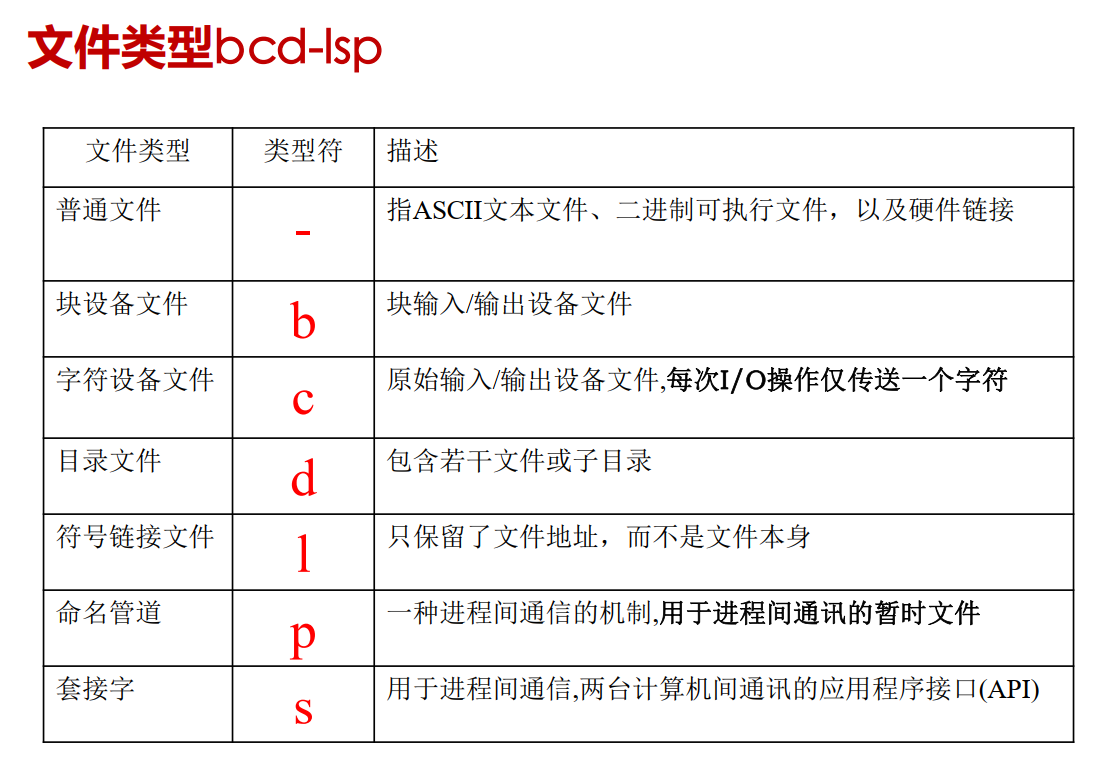 文件类型bcd-lsp
文件类型 类型符 描述
普通文件 - 指ASCII文本文件、二进制可执行文件，以及硬件链接
块设备文件 b 块输入/输出设备文件
字符设备文件 c 原始输入/输出设备文件,每次I/O操作仅传送一个字符
目录文件 d 包含若干文件或子目录
符号链接文件 l 只保留了文件地址，而不是文件本身
命名管道 p 一种进程间通信的机制,用于进程间通讯的暂时文件
套接字 s 用于进程间通信,两台计算机间通讯的应用程序接口(API)